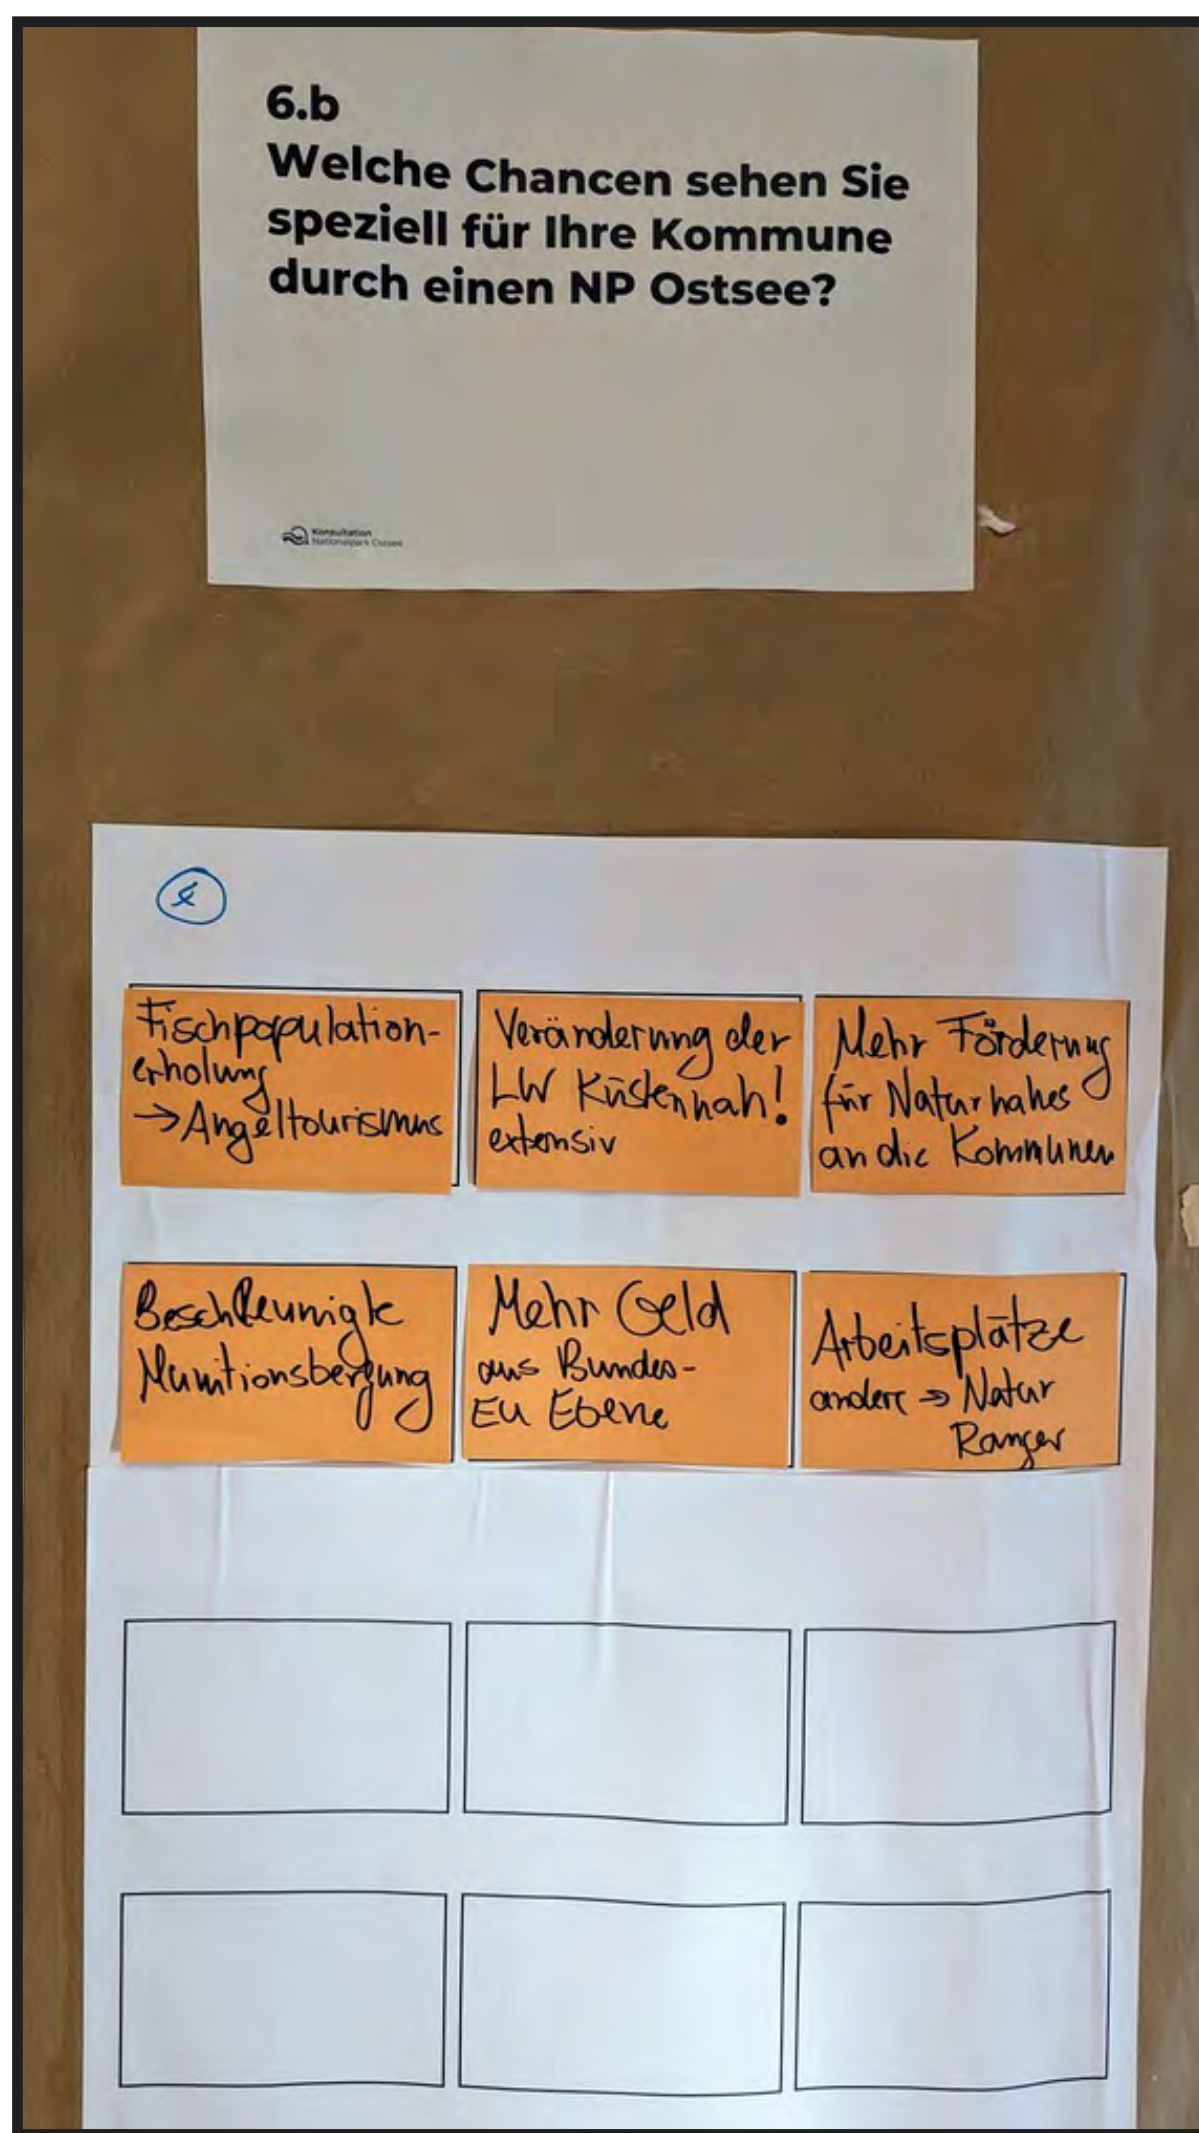 6.b
Welche Chancen sehen Sie
speziell für Ihre Kommune
durch einen NP Ostsee?
Konsultation
Nationalpark Ostsee
Fischpopulation-
erholung
→ Angeltourismus
Veränderung der
LW Küstennah!
extensiv
Mehr Förderung
für Naturnahes
an die Kommunen
Beschleunigte
Munitionsbergung
Mehr Geld
aus Bundes-
EU Ebene
Arbeitsplätze
andere → Natur
Ranger